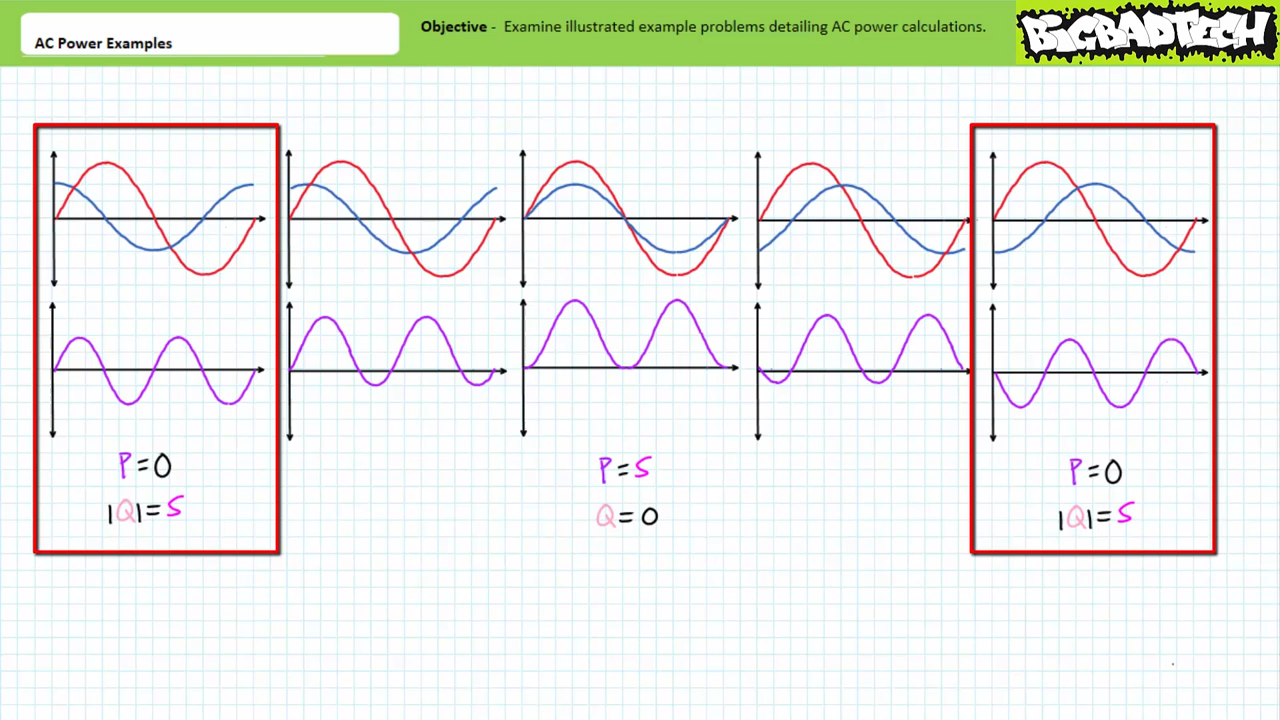 AC Power Examples
Objective - Examine illustrated example problems detailing AC power calculations.
BIGBADTECH
P=0
|Q|=S
P=S
Q=0
P=0
|Q|=S